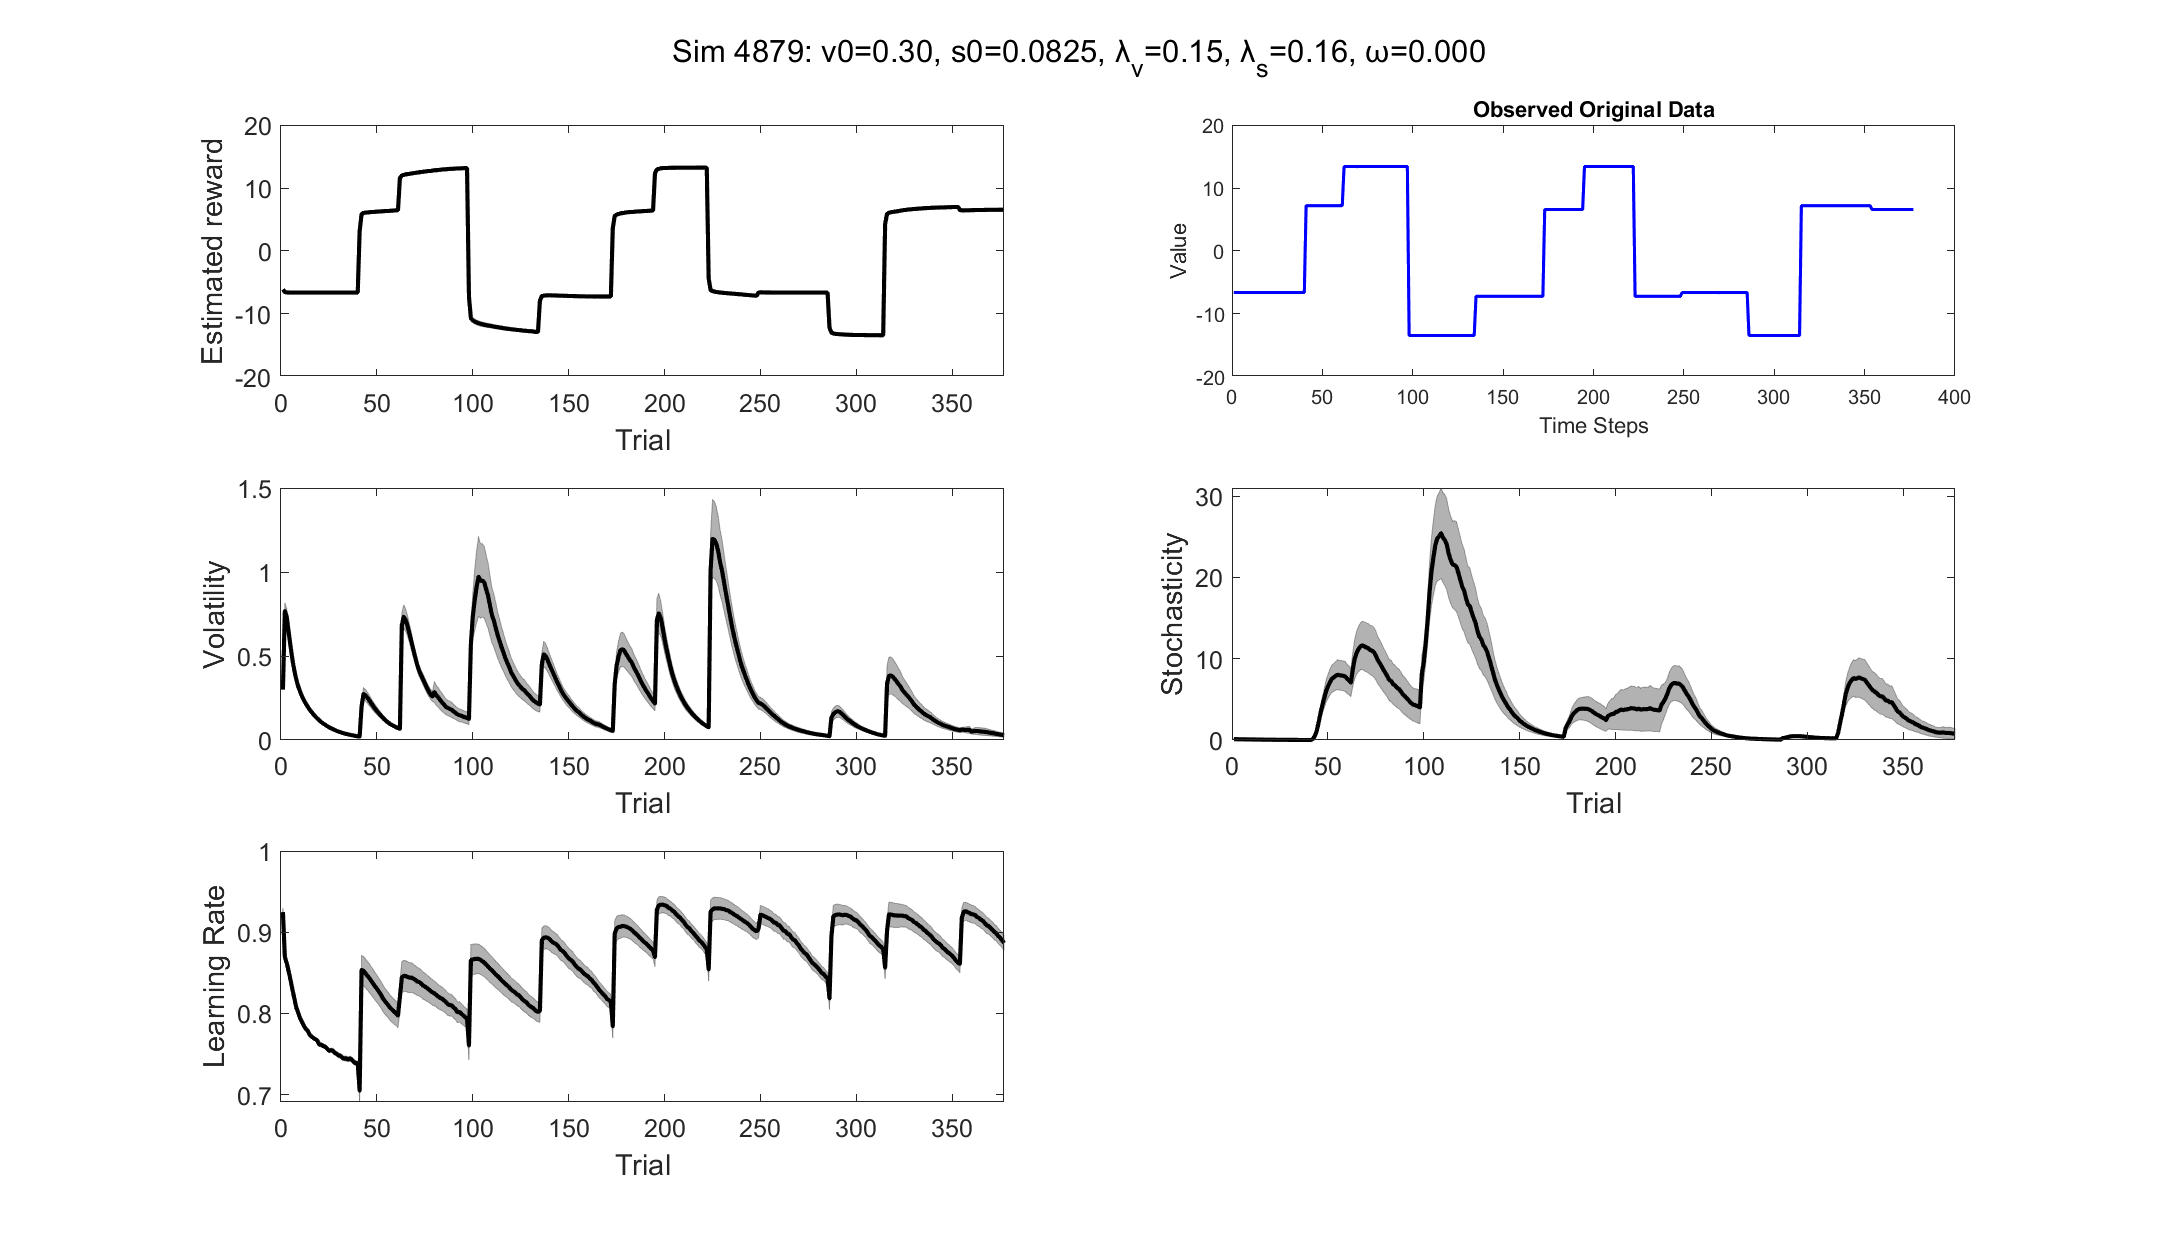 Sim 4879: v0=0.30, s0=0.0825, λ_v=0.15, λ_s=0.16, ω=0.000
20
10
0
-10
-20
Estimated reward
0 50 100 150 200 250 300 350
Trial
Observed Original Data
20
10
0
-10
-20
Value
0 50 100 150 200 250 300 350 400
Time Steps
1.5
1
0.5
0
Volatility
0 50 100 150 200 250 300 350
Trial
30
20
10
0
Stochasticity
0 50 100 150 200 250 300 350
Trial
1
0.9
0.8
0.7
Learning Rate
0 50 100 150 200 250 300 350
Trial